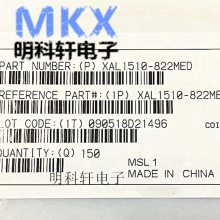 MKX
明科轩电子
PART NUMBER:(P) XAL1510-822MED
REFERENCE PART#:(1P) XAL1510-822ME
LOT CODE:(1T) 090518D21496
COI
QUANTITY:(Q) 150
MSL 1
明科轩电子
MADE IN CHINA